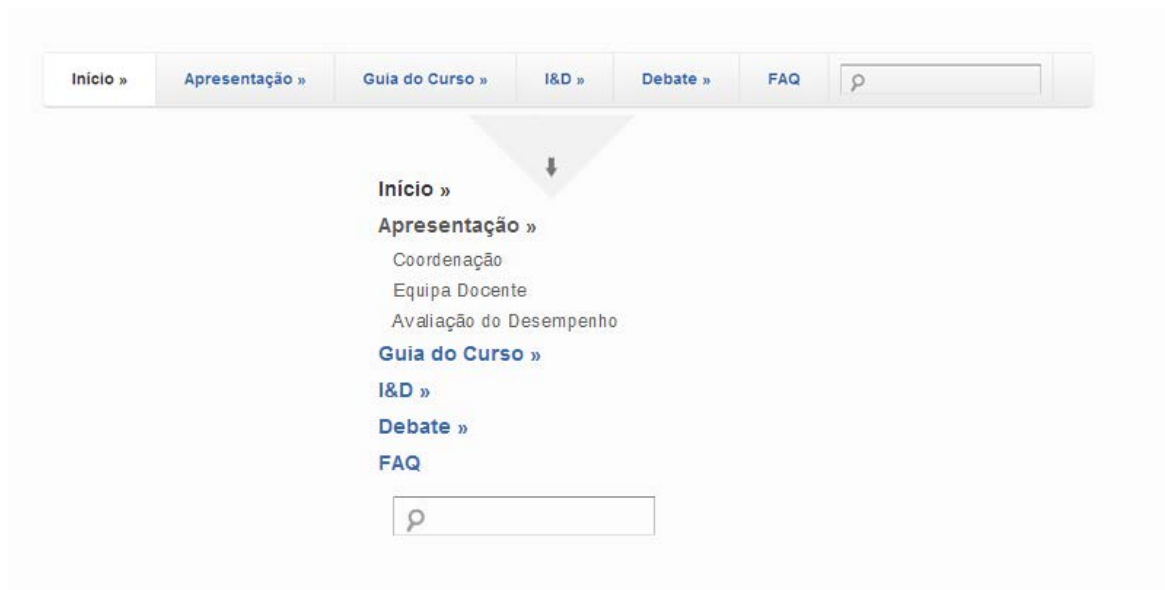 Início » Apresentação » Guia do Curso » I&D » Debate » FAQ
Início »
Apresentação »
Coordenação
Equipa Docente
Avaliação do Desempenho
Guia do Curso »
I&D »
Debate »
FAQ